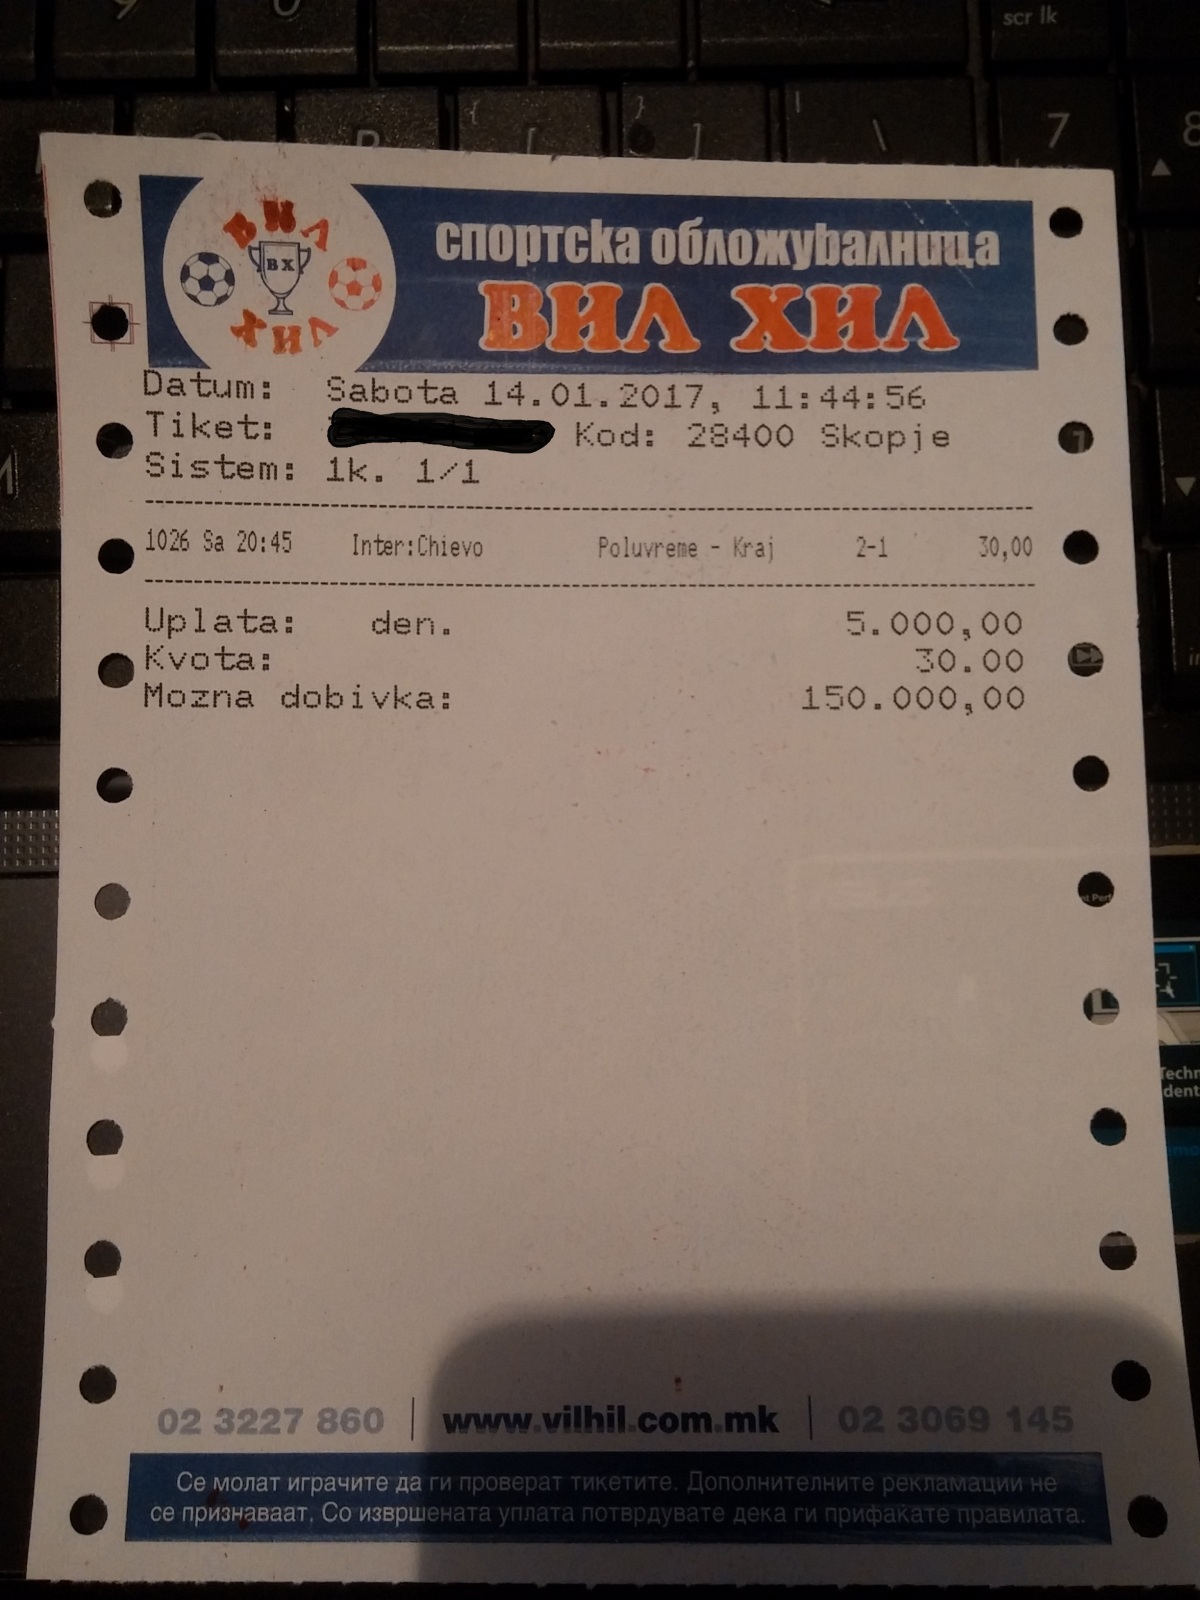 scr lk
7
8
P { [ } ] | \
ВИЛ
ВХ
ХИЛ
спортска обложувалница
ВИЛ ХИЛ
Datum: Sabota 14.01.2017, 11:44:56
Tiket: Kod: 28400 Skopje
Sistem: 1k. 1/1
1026 Sa 20:45 Inter:Chievo Poluvreme - Kraj 2-1 30,00
Uplata: den. 5.000,00
Kvota: 30.00
Mozna dobivka: 150.000,00
02 3227 860 | www.vilhil.com.mk | 02 3069 145
Се молат играчите да ги проверат тикетите. Дополнителните рекламации не
се признаваат. Со извршената уплата потврдувате дека ги прифаќате правилата.